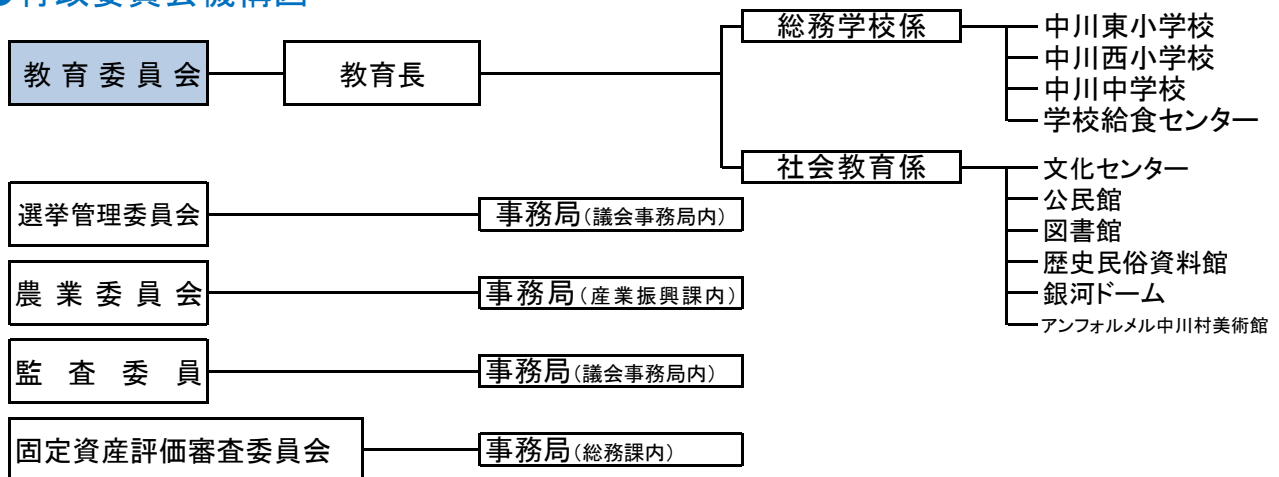 ●行政委員会機構図
教育委員会
教育長
総務学校係
中川東小学校
中川西小学校
中川中学校
学校給食センター
社会教育係
文化センター
公民館
図書館
歴史民俗資料館
銀河ドーム
アンフォルメル中川村美術館
選挙管理委員会
事務局(議会事務局内)
農業委員会
事務局(産業振興課内)
監査委員
事務局(議会事務局内)
固定資産評価審査委員会
事務局(総務課内)